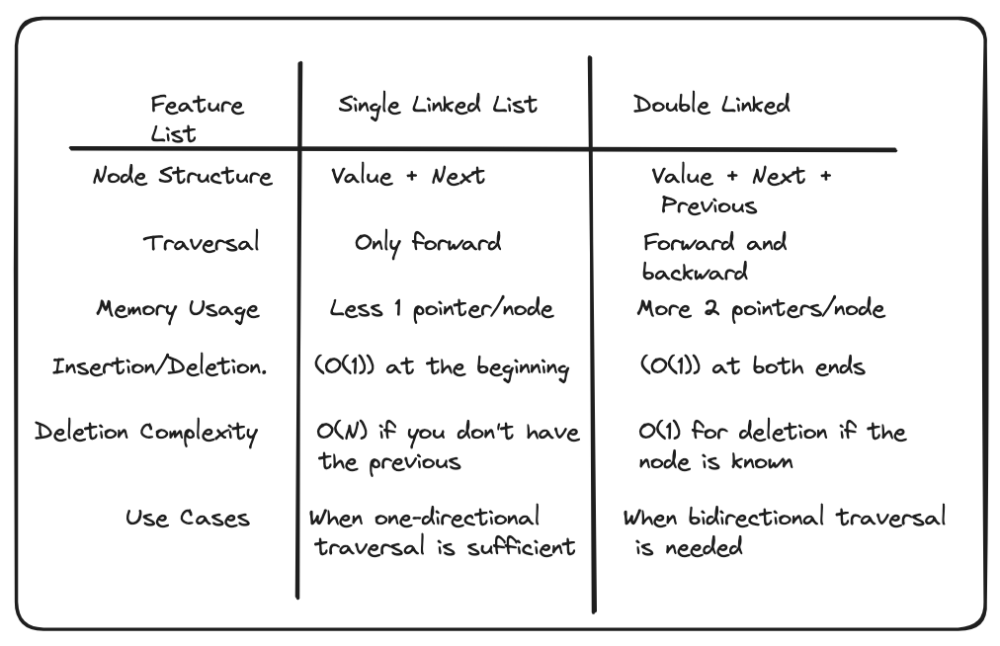 Feature Single Linked List Double Linked
List
Node Structure Value + Next Value + Next +
Previous
Traversal Only forward Forward and
backward
Memory Usage Less 1 pointer/node More 2 pointers/node
Insertion/Deletion. (O(1)) at the beginning (O(1)) at both ends
Deletion Complexity O(N) if you don't have O(1) for deletion if the
the previous node is known
Use Cases When one-directional When bidirectional traversal
traversal is sufficient is needed